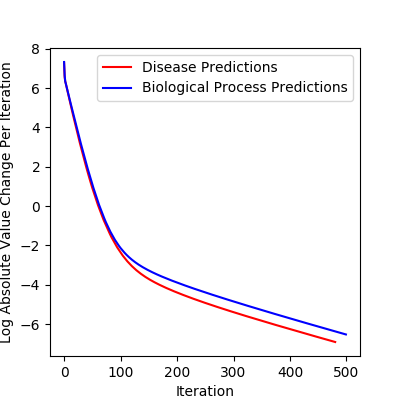 8
6
4
2
0
−2
−4
−6
Log Absolute Value Change Per Iteration
Disease Predictions
Biological Process Predictions
0 100 200 300 400 500
Iteration